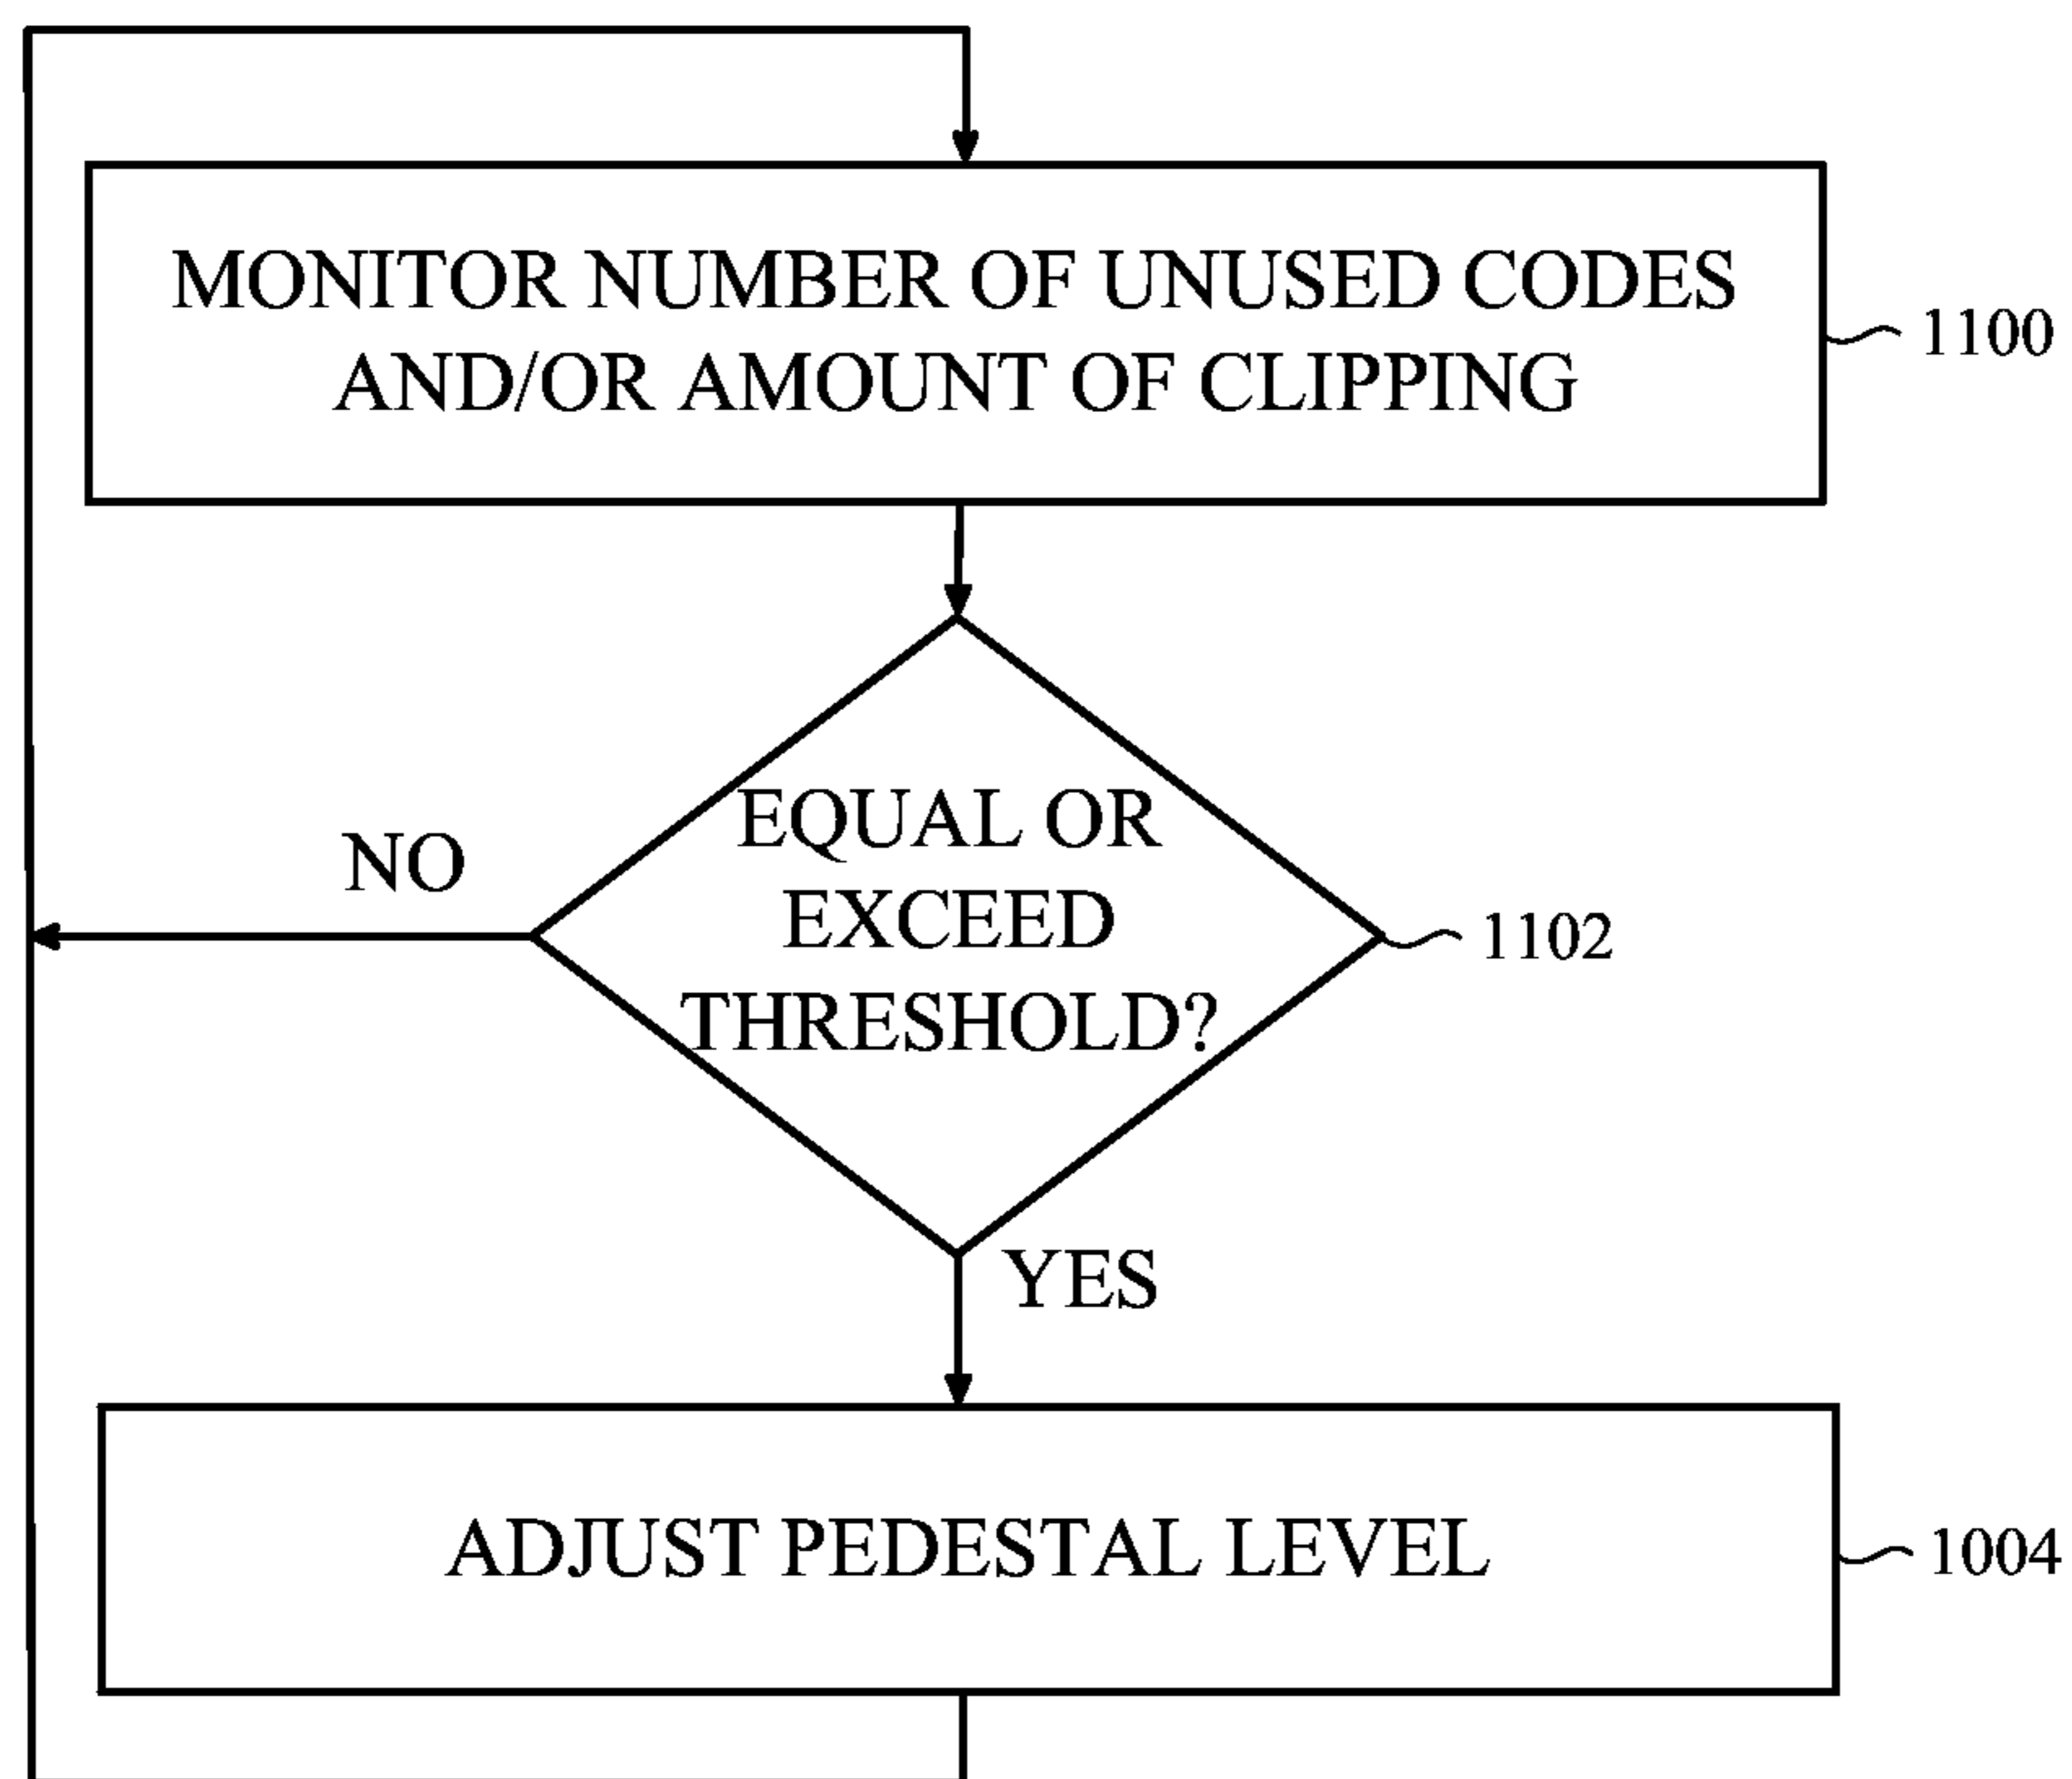 MONITOR NUMBER OF UNUSED CODES
AND/OR AMOUNT OF CLIPPING
1100
EQUAL OR
EXCEED
THRESHOLD?
1102
NO
YES
ADJUST PEDESTAL LEVEL
1004